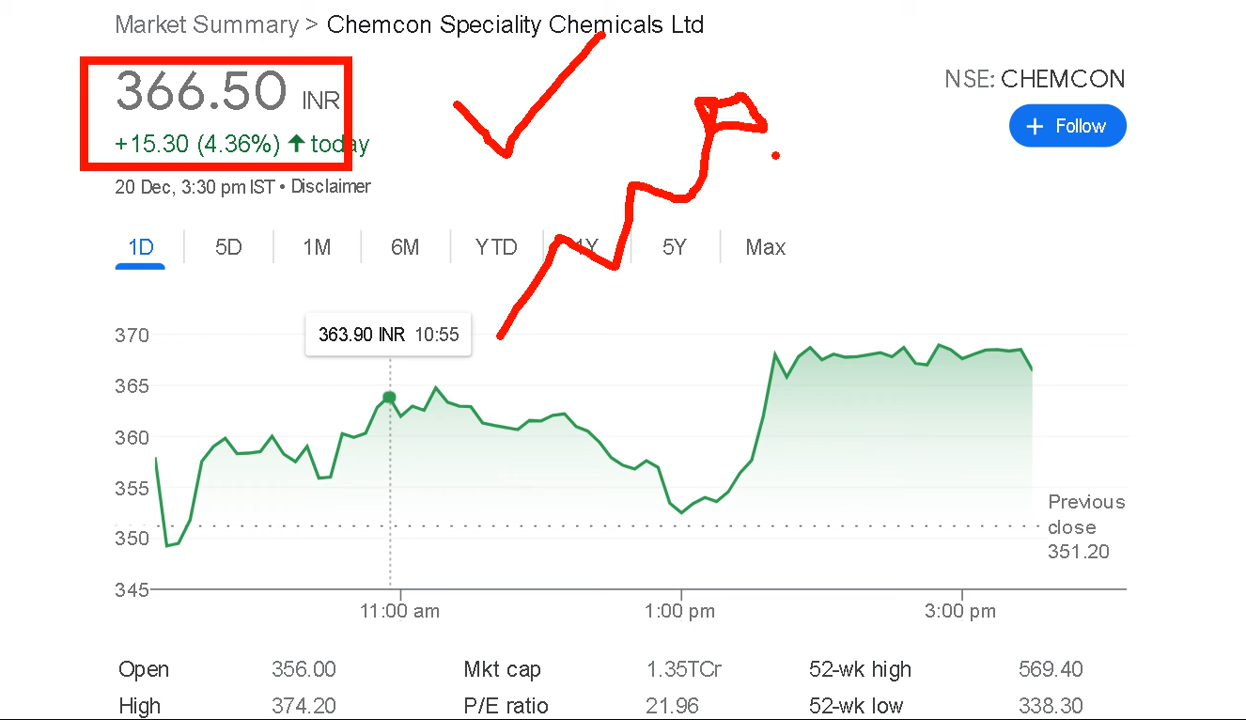 Market Summary > Chemcon Speciality Chemicals Ltd
366.50 INR
NSE: CHEMCON
+15.30 (4.36%) ↑ today
+ Follow
20 Dec, 3:30 pm IST • Disclaimer
1D 5D 1M 6M YTD 1Y 5Y Max
363.90 INR 10:55
370
365
360
355
350
345
Previous
close
351.20
11:00 am 1:00 pm 3:00 pm
Open 356.00 Mkt cap 1.35TCr 52-wk high 569.40
High 374.20 P/E ratio 21.96 52-wk low 338.30